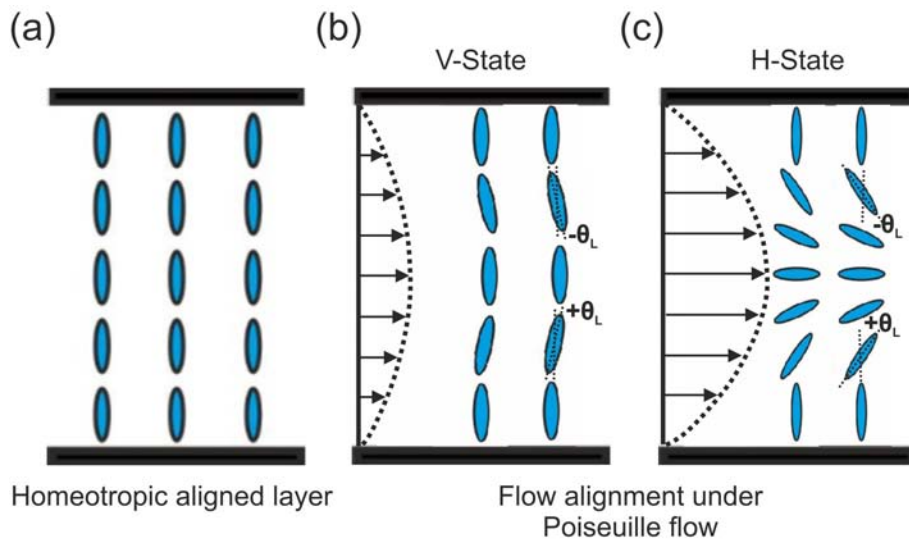 (a)
(b)
(c)
V-State
H-State
-θL
+θL
-θL
+θL
Homeotropic aligned layer
Flow alignment under
Poiseuille flow